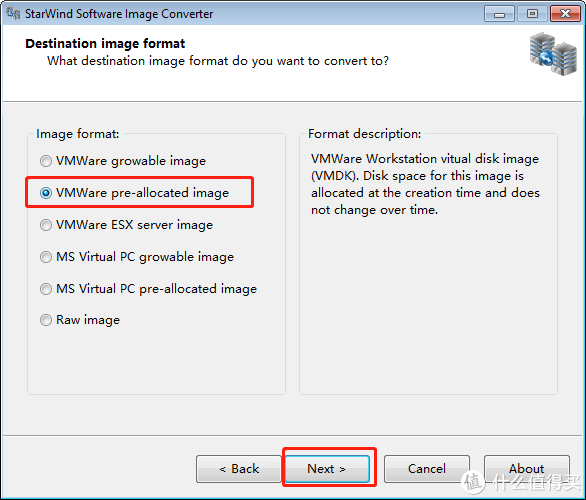 StarWind Software Image Converter
Destination image format
What destination image format do you want to convert to?
Image format:
VMWare growable image
VMWare pre-allocated image
VMWare ESX server image
MS Virtual PC growable image
MS Virtual PC pre-allocated image
Raw image
Format description:
VMWare Workstation vitual disk image
(VMDK). Disk space for this image is
allocated at the creation time and does
not change over time.
< Back
Next >
Cancel
About
值 什么值得买